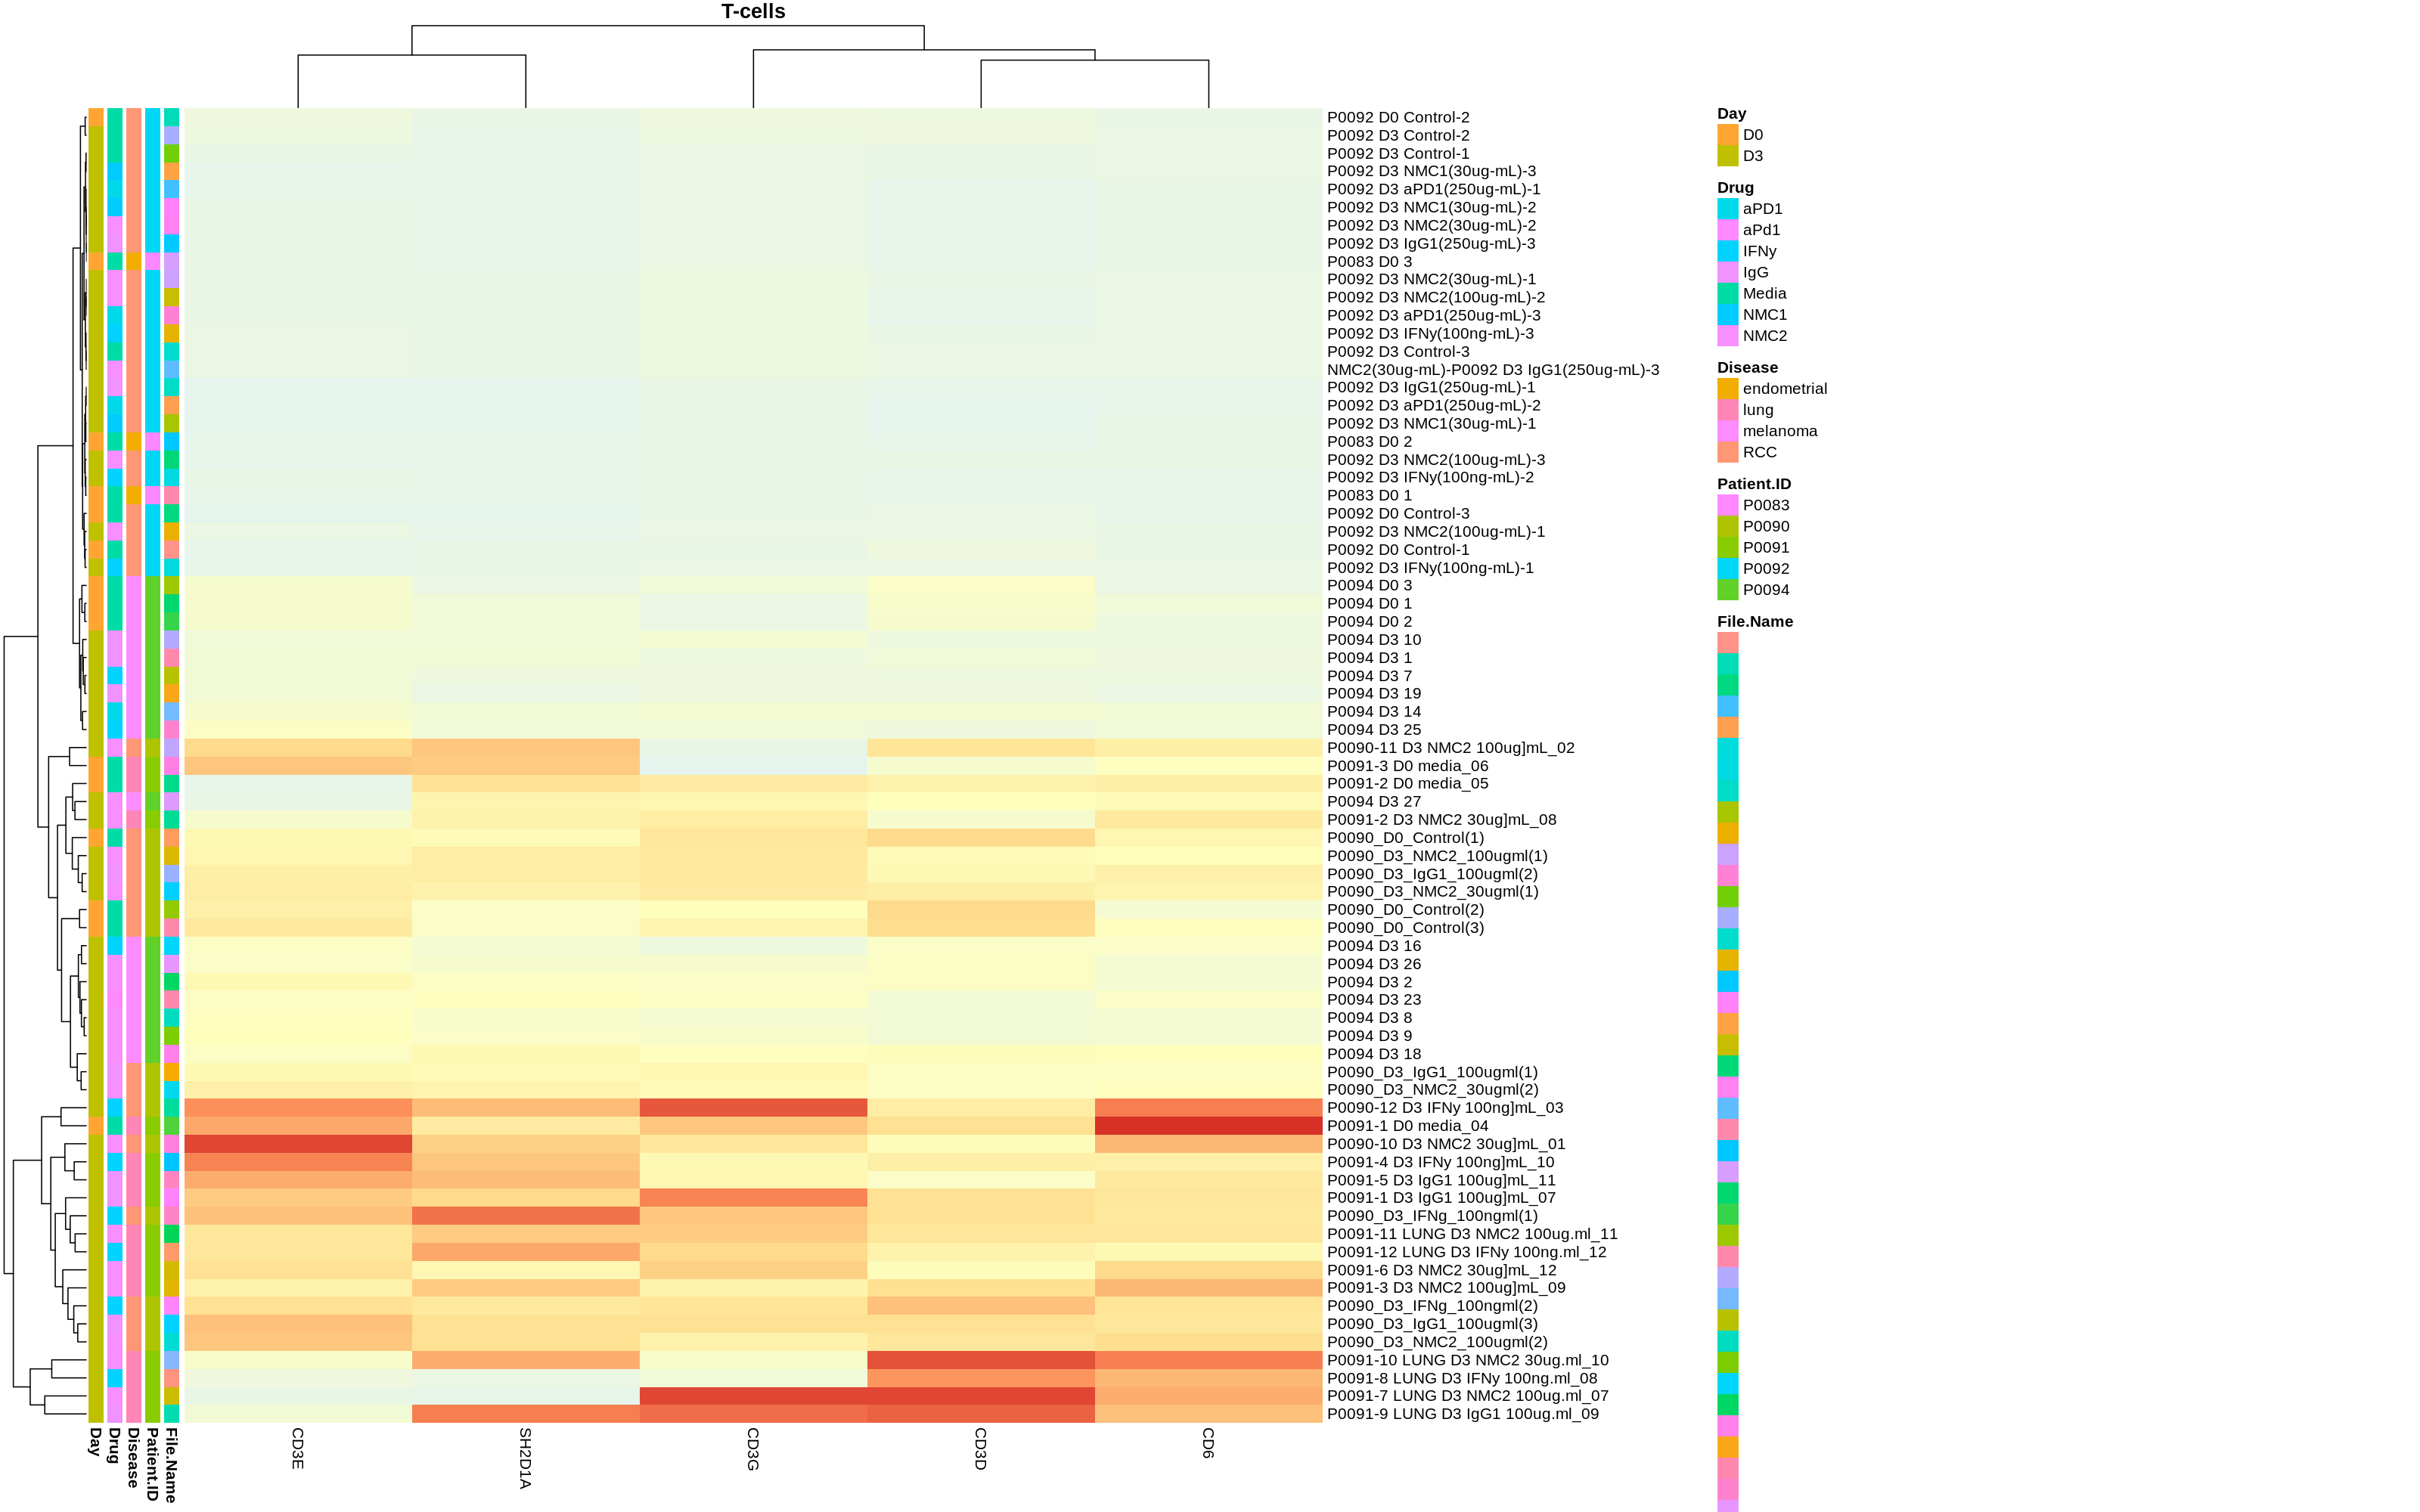 T-cells
P0092 D0 Control-2
P0092 D3 Control-2
P0092 D3 Control-1
P0092 D3 NMC1(30ug-mL)-3
P0092 D3 aPD1(250ug-mL)-1
P0092 D3 NMC1(30ug-mL)-2
P0092 D3 NMC2(30ug-mL)-2
P0092 D3 IgG1(250ug-mL)-3
P0083 D0 3
P0092 D3 NMC2(30ug-mL)-1
P0092 D3 NMC2(100ug-mL)-2
P0092 D3 aPD1(250ug-mL)-3
P0092 D3 IFNy(100ng-mL)-3
P0092 D3 Control-3
NMC2(30ug-mL)-P0092 D3 IgG1(250ug-mL)-3
P0092 D3 IgG1(250ug-mL)-1
P0092 D3 aPD1(250ug-mL)-2
P0092 D3 NMC1(30ug-mL)-1
P0083 D0 2
P0092 D3 NMC2(100ug-mL)-3
P0092 D3 IFNy(100ng-mL)-2
P0083 D0 1
P0092 D0 Control-3
P0092 D3 NMC2(100ug-mL)-1
P0092 D0 Control-1
P0092 D3 IFNy(100ng-mL)-1
P0094 D0 3
P0094 D0 1
P0094 D0 2
P0094 D3 10
P0094 D3 1
P0094 D3 7
P0094 D3 19
P0094 D3 14
P0094 D3 25
P0090-11 D3 NMC2 100ug]mL_02
P0091-3 D0 media_06
P0091-2 D0 media_05
P0094 D3 27
P0091-2 D3 NMC2 30ug]mL_08
P0090_D0_Control(1)
P0090_D3_NMC2_100ugml(1)
P0090_D3_IgG1_100ugml(2)
P0090_D3_NMC2_30ugml(1)
P0090_D0_Control(2)
P0090_D0_Control(3)
P0094 D3 16
P0094 D3 26
P0094 D3 2
P0094 D3 23
P0094 D3 8
P0094 D3 9
P0094 D3 18
P0090_D3_IgG1_100ugml(1)
P0090_D3_NMC2_30ugml(2)
P0090-12 D3 IFNy 100ng]mL_03
P0091-1 D0 media_04
P0090-10 D3 NMC2 30ug]mL_01
P0091-4 D3 IFNy 100ng]mL_10
P0091-5 D3 IgG1 100ug]mL_11
P0091-1 D3 IgG1 100ug]mL_07
P0090_D3_IFNg_100ngml(1)
P0091-11 LUNG D3 NMC2 100ug.ml_11
P0091-12 LUNG D3 IFNy 100ng.ml_12
P0091-6 D3 NMC2 30ug]mL_12
P0091-3 D3 NMC2 100ug]mL_09
P0090_D3_IFNg_100ngml(2)
P0090_D3_IgG1_100ugml(3)
P0090_D3_NMC2_100ugml(2)
P0091-10 LUNG D3 NMC2 30ug.ml_10
P0091-8 LUNG D3 IFNy 100ng.ml_08
P0091-7 LUNG D3 NMC2 100ug.ml_07
P0091-9 LUNG D3 IgG1 100ug.ml_09
Day
Drug
Disease
Patient.ID
File.Name
CD3E
SH2D1A
CD3G
CD3D
CD6
Day
D0
D3
Drug
aPD1
aPd1
IFNy
IgG
Media
NMC1
NMC2
Disease
endometrial
lung
melanoma
RCC
Patient.ID
P0083
P0090
P0091
P0092
P0094
File.Name